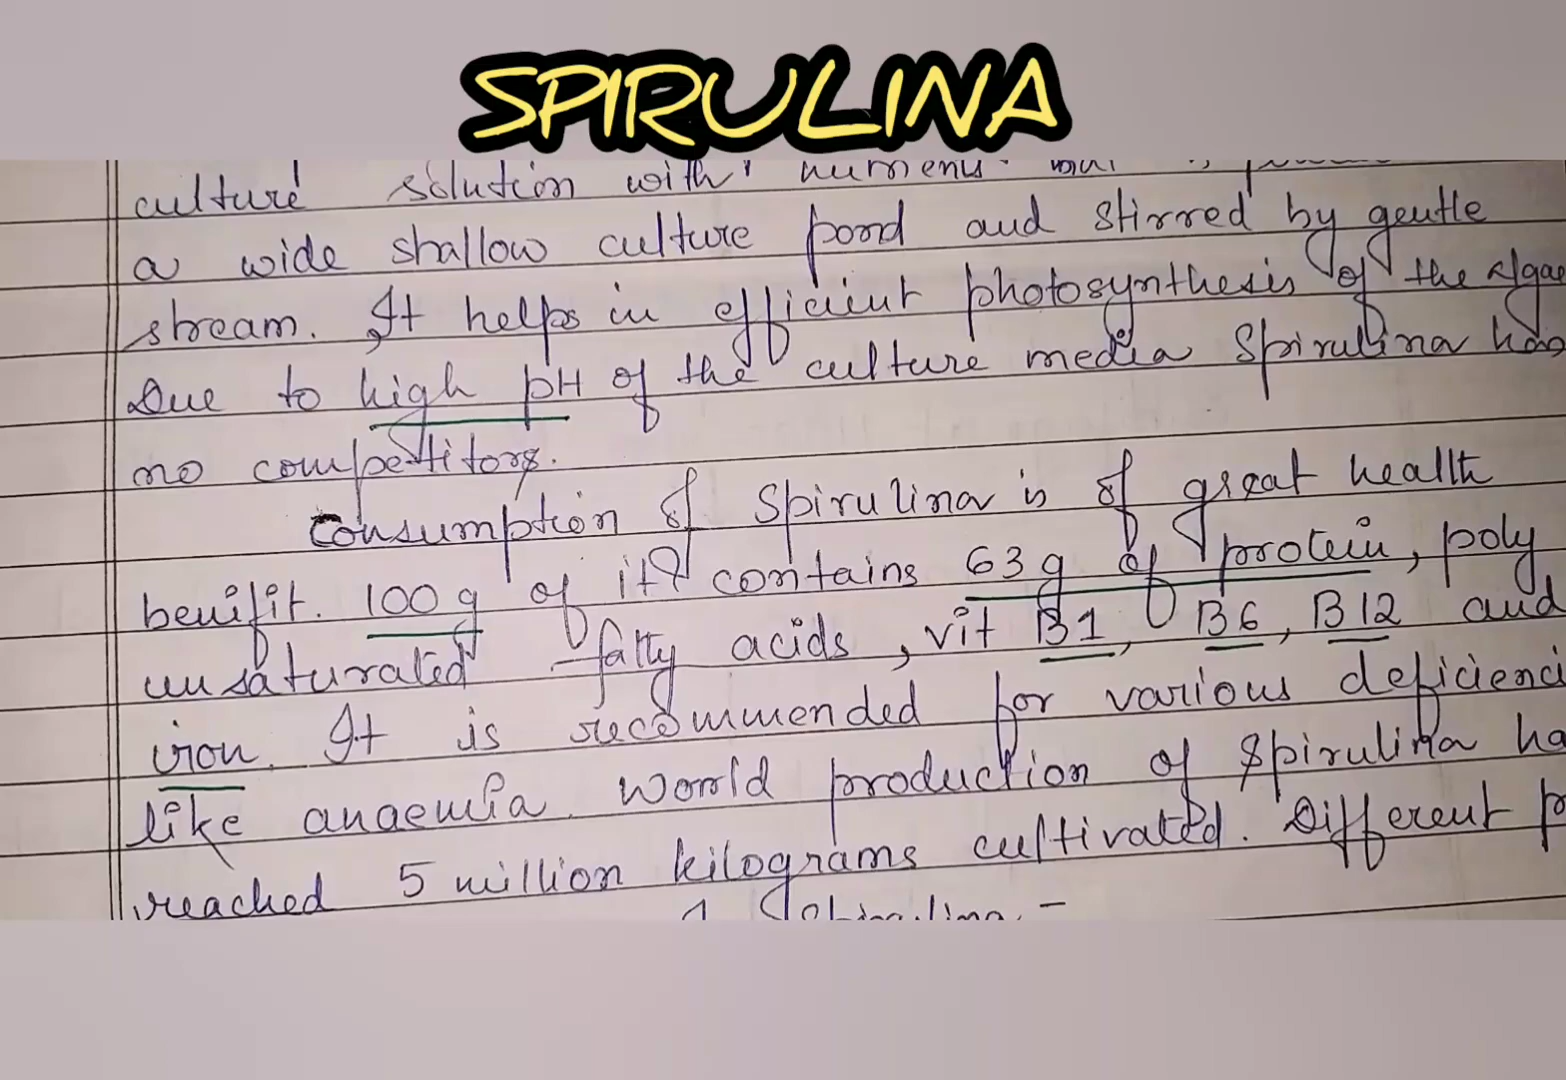 SPIRULINA
culture solution with
a wide shallow culture pond and stirred by gentle
stream. It helps in efficient photosynthesis of the algae
Due to high pH of the culture media Spirulina has
no competitors.
Consumption of Spirulina is of great health
benifit. 100 g of it contains 63 g of protein, poly
unsaturated fatty acids, vit B1, B6, B12 and
iron. It is recommended for various deficienci
like anaemia. World production of Spirulina ha
reached 5 million kilograms cultivated. Different p
Spirulina. -